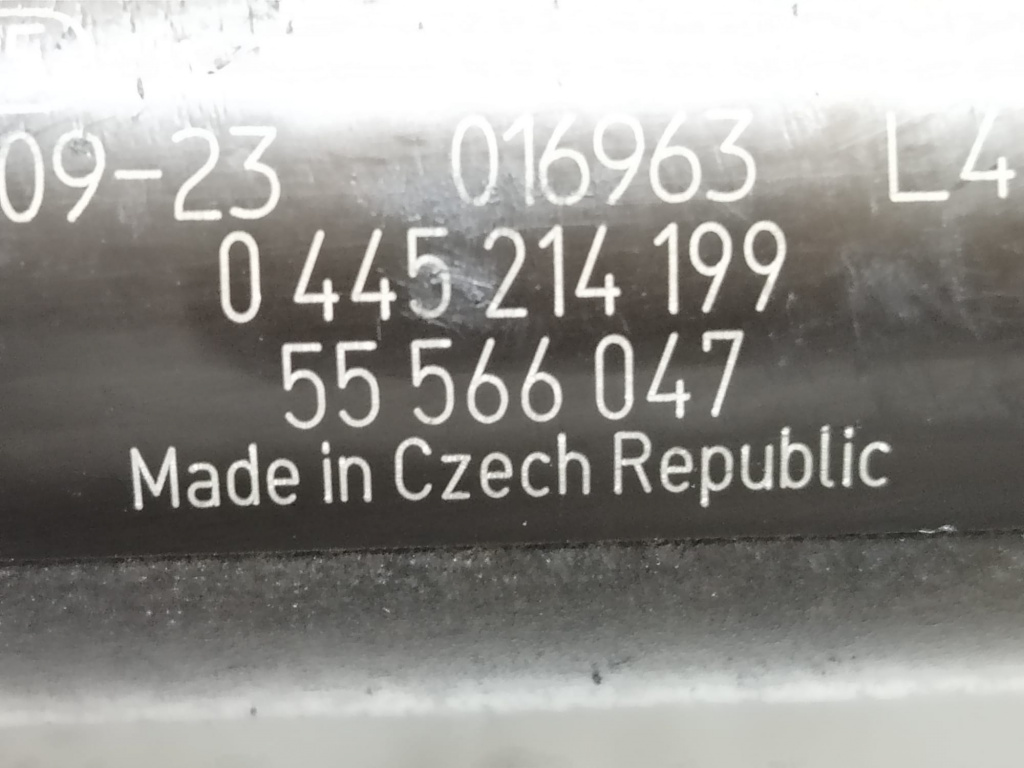 09-23 016963 L4
0 445 214 199
55 566 047
Made in Czech Republic